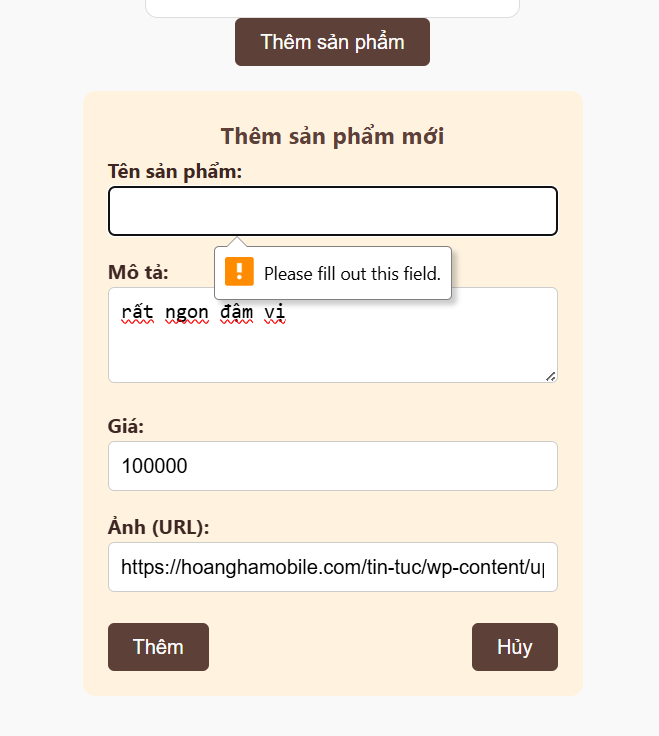 Thêm sản phẩm
Thêm sản phẩm mới
Tên sản phẩm:
Please fill out this field.
Mô tả:
rất ngon đậm vị
Giá:
100000
Ảnh (URL):
https://hoanghamobile.com/tin-tuc/wp-content/up
Thêm
Hủy